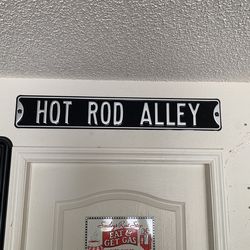 HOT ROD ALLEY
EAT &
GET GAS